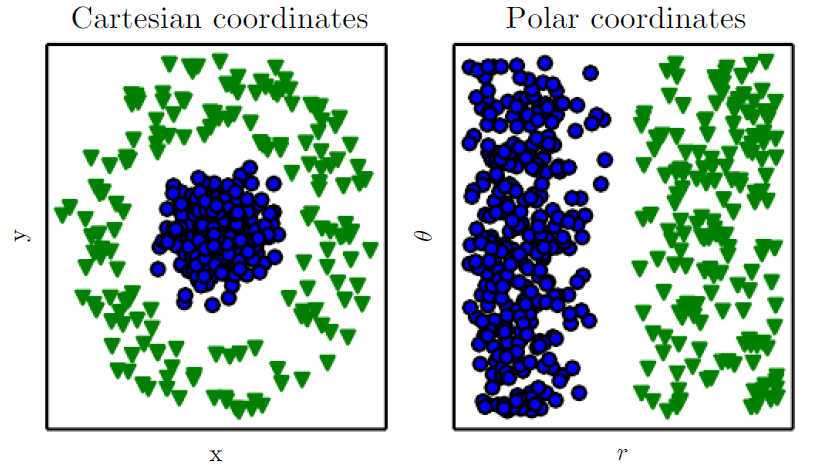 Cartesian coordinates
y
x
Polar coordinates
θ
r